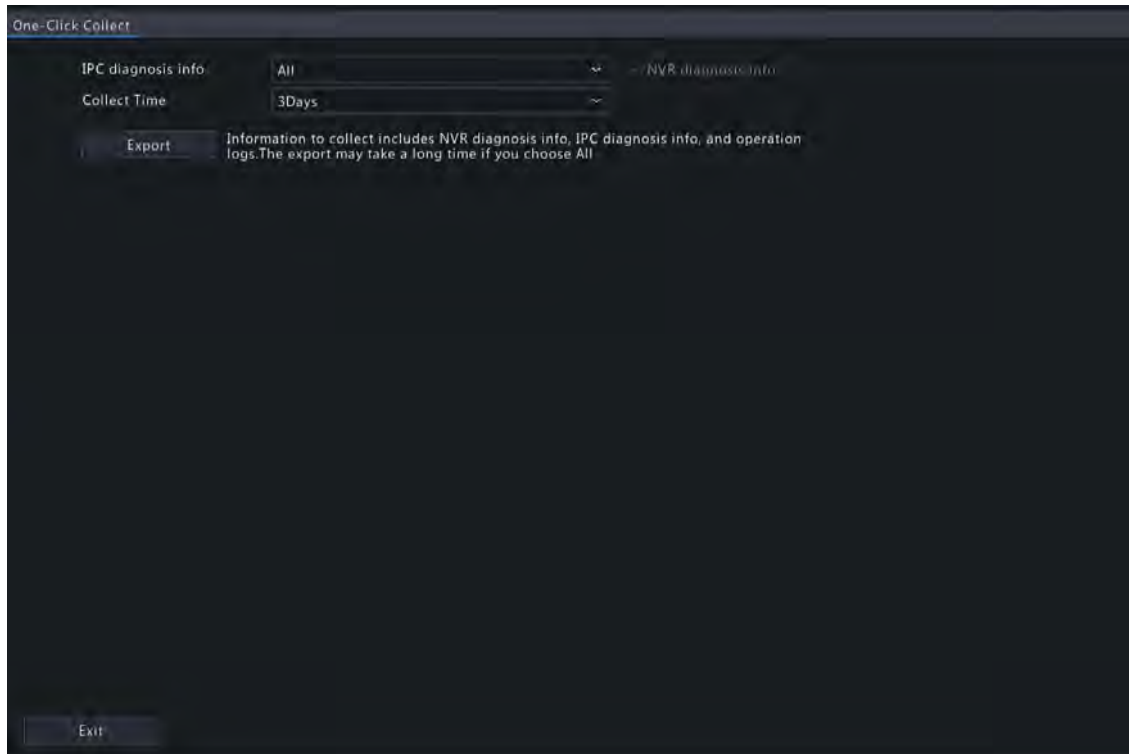 One-Click Collect
IPC diagnosis info
All
NVR diagnosis info
Collect Time
3Days
Export
Information to collect includes NVR diagnosis info, IPC diagnosis info, and operation
logs.The export may take a long time if you choose All
Exit